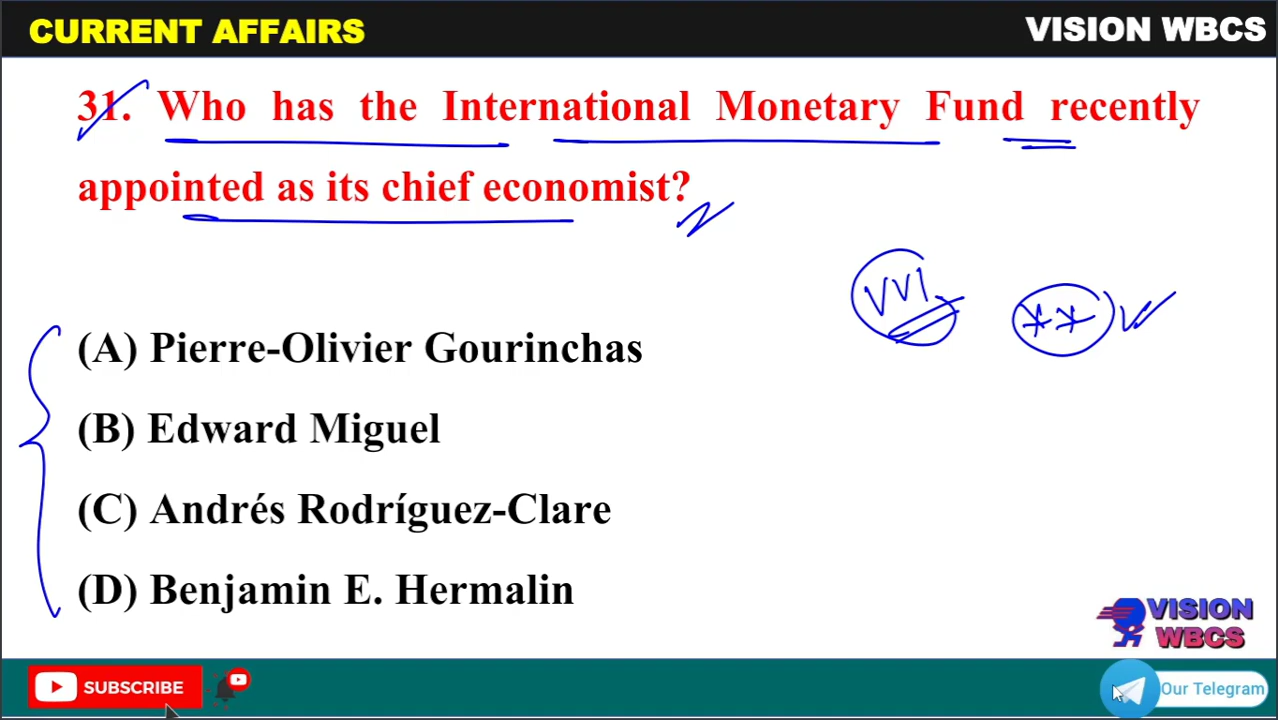 CURRENT AFFAIRS
VISION WBCS
31. Who has the International Monetary Fund recently
appointed as its chief economist?
VVI
(A) Pierre-Olivier Gourinchas
(B) Edward Miguel
(C) Andrés Rodríguez-Clare
(D) Benjamin E. Hermalin
VISION
WBCS
SUBSCRIBE
Our Telegram